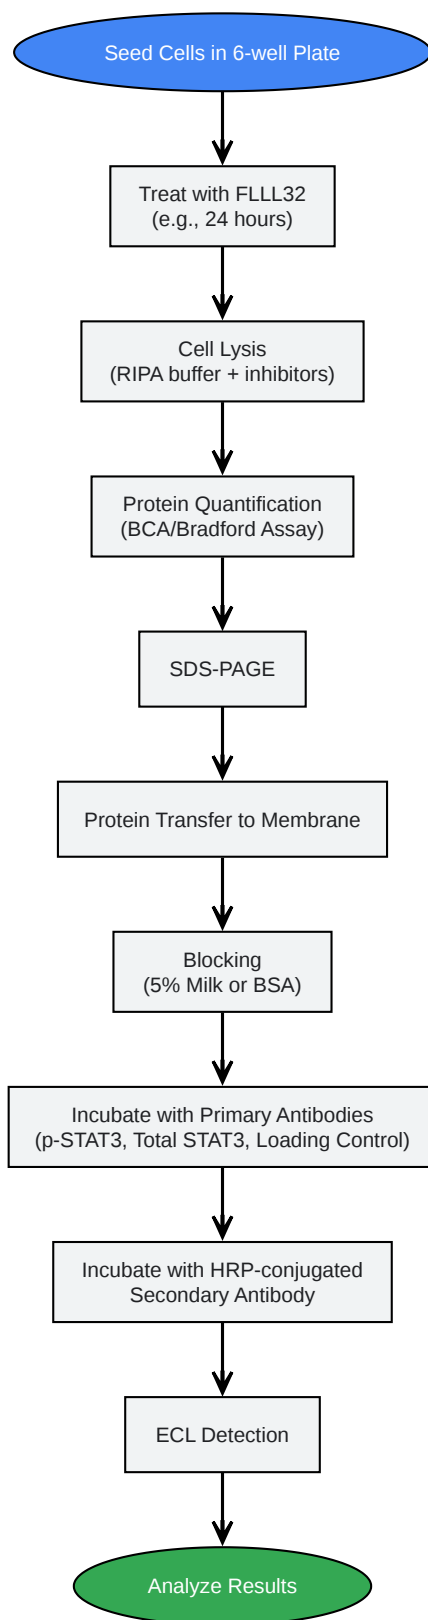 Seed Cells in 6-well Plate
Treat with FLLL32
(e.g., 24 hours)
Cell Lysis
(RIPA buffer + inhibitors)
Protein Quantification
(BCA/Bradford Assay)
SDS-PAGE
Protein Transfer to Membrane
Blocking
(5% Milk or BSA)
Incubate with Primary Antibodies
(p-STAT3, Total STAT3, Loading Control)
Incubate with HRP-conjugated
Secondary Antibody
ECL Detection
Analyze Results